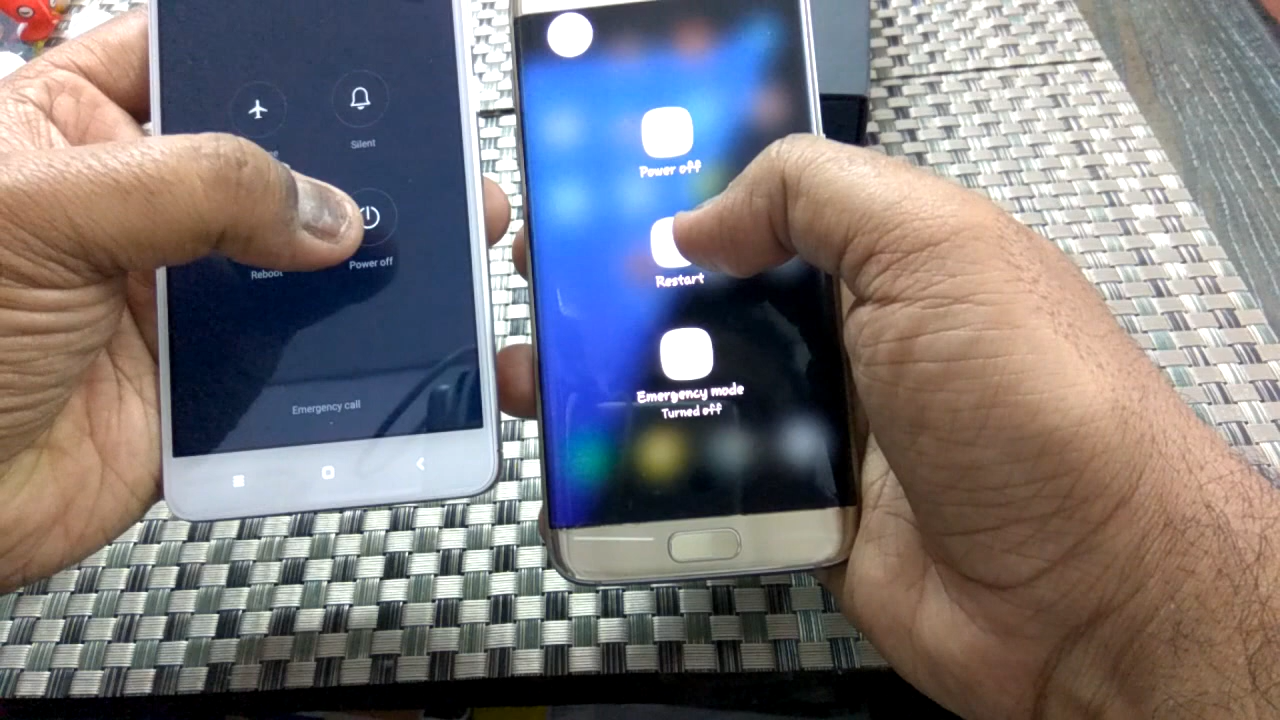 Silent
Reboot
Power off
Emergency call
Power off
Restart
Emergency mode
Turned off